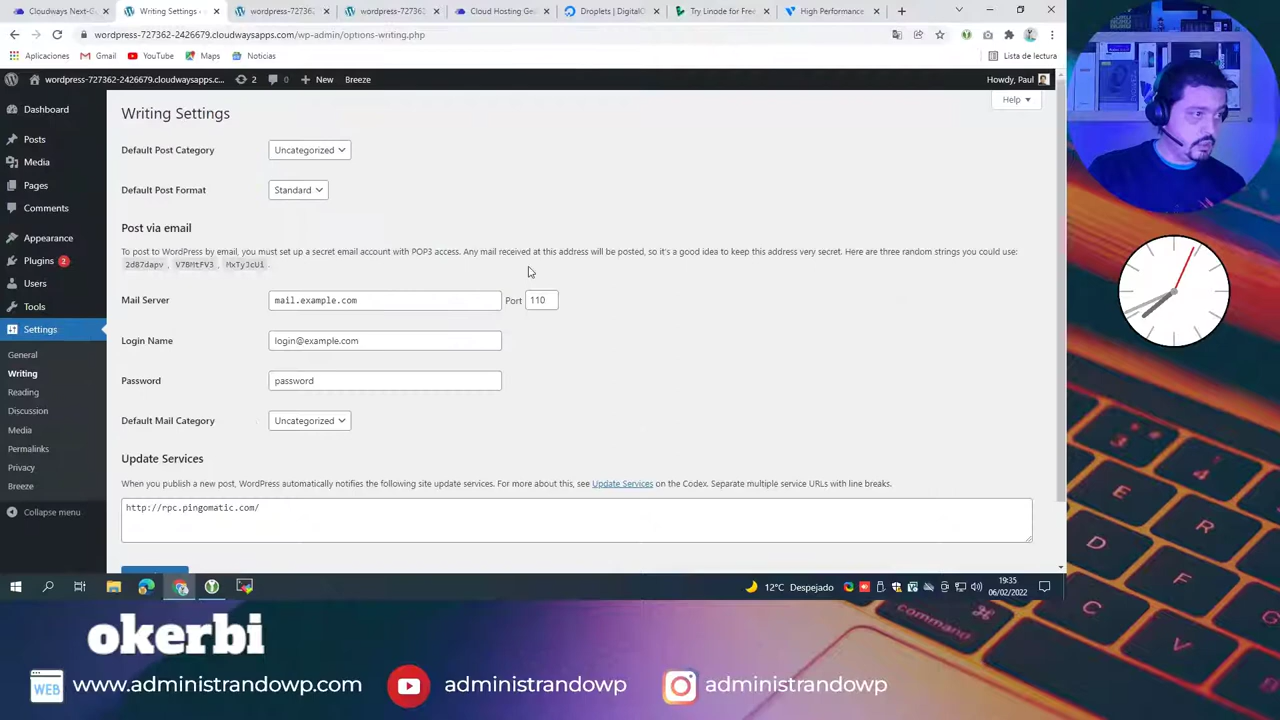 Cloudways Next-G
Writing Settings ‹
wordpress-727362
wordpress-727362
Cloud Hosting Ge
Droplets | DigitalO
Try Linode for Free
High Performance
wordpress-727362-2426679.cloudwaysapps.com/wp-admin/options-writing.php
Aplicaciones
Gmail
YouTube
Maps
Noticias
Lista de lectura
wordpress-727362-2426679.cloudwaysapps.c...
2
0
New
Breeze
Howdy, Paul
Dashboard
Posts
Media
Pages
Comments
Appearance
Plugins 2
Users
Tools
Settings
General
Writing
Reading
Discussion
Media
Permalinks
Privacy
Breeze
Collapse menu
Help
Writing Settings
Default Post Category
Uncategorized
Default Post Format
Standard
Post via email
To post to WordPress by email, you must set up a secret email account with POP3 access. Any mail received at this address will be posted, so it's a good idea to keep this address very secret. Here are three random strings you could use:
2d87dapv , V7BMtFV3 , MxTyJcUi .
Mail Server
mail.example.com
Port
110
Login Name
login@example.com
Password
password
Default Mail Category
Uncategorized
Update Services
When you publish a new post, WordPress automatically notifies the following site update services. For more about this, see Update Services on the Codex. Separate multiple service URLs with line breaks.
http://rpc.pingomatic.com/
12°C Despejado
19:35
06/02/2022
okerbi
WEB
www.administrandowp.com
administrandowp
administrandowp
command
3
E
R
D
F
C
V